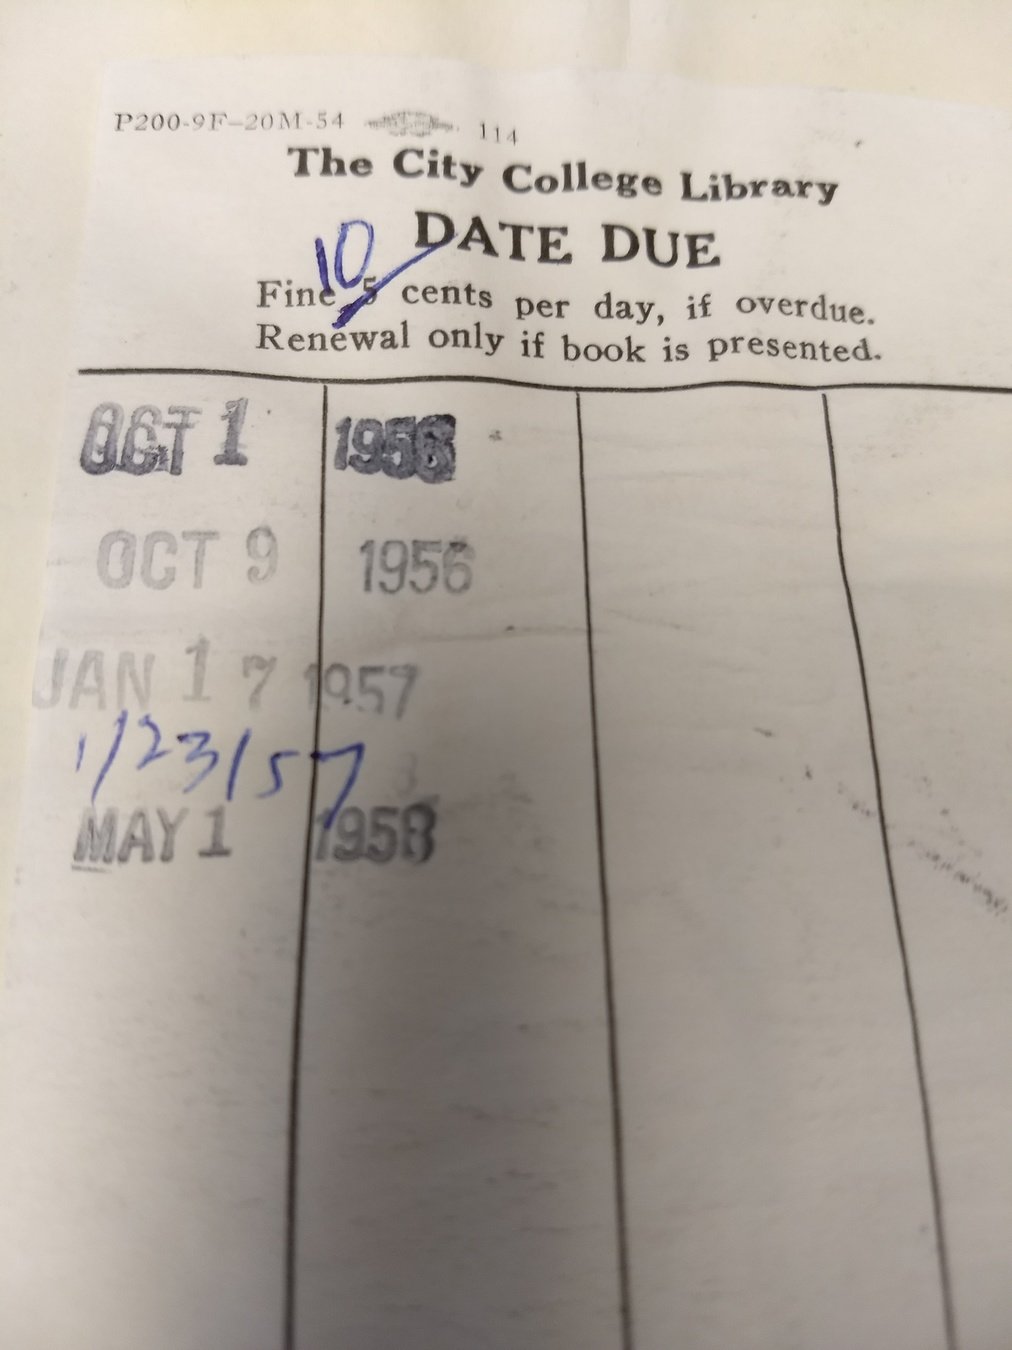 P200-9F-20M-54 114
The City College Library
DATE DUE
10
Fine 5 cents per day, if overdue.
Renewal only if book is presented.
OCT 1 1956
OCT 9 1956
JAN 17 1957
1/23/57
MAY 1 1958